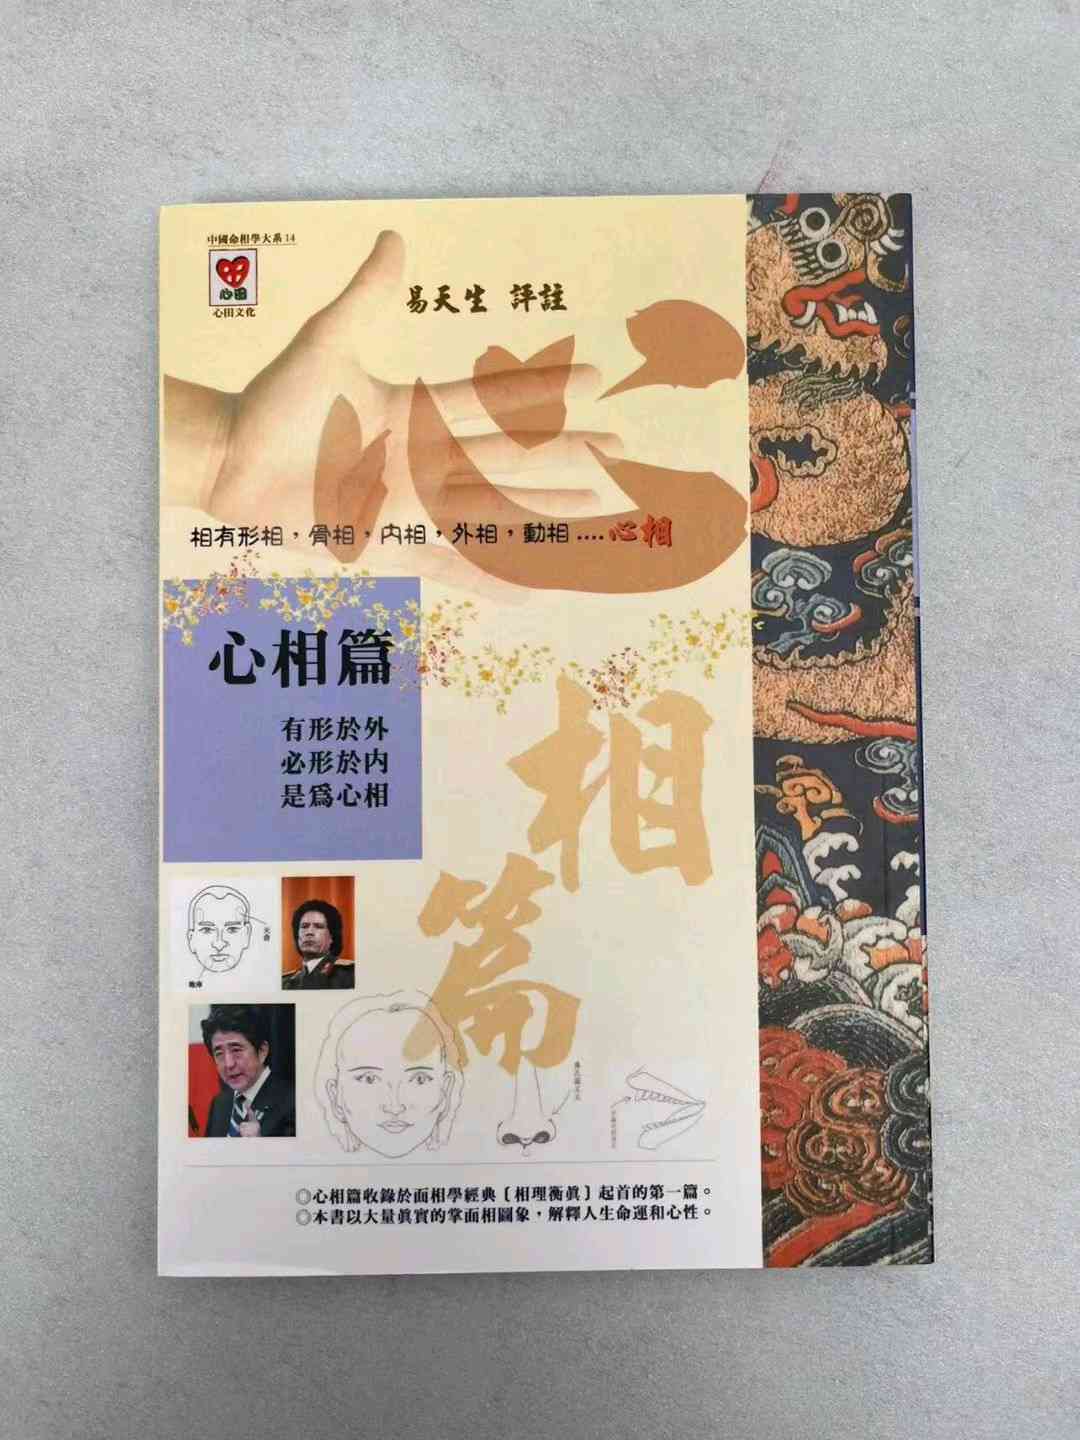 中國命相學大系14
心田
心田文化
易天生 評註
心
相有形相，骨相，內相，外相，動相....心相
心相篇
有形於外
必形於內
是爲心相
相
篇
天倉
◎心相篇收錄於面相學經典〔相理衡眞〕起首的第一篇。
◎本書以大量眞實的掌面相圖象，解釋人生命運和心性。